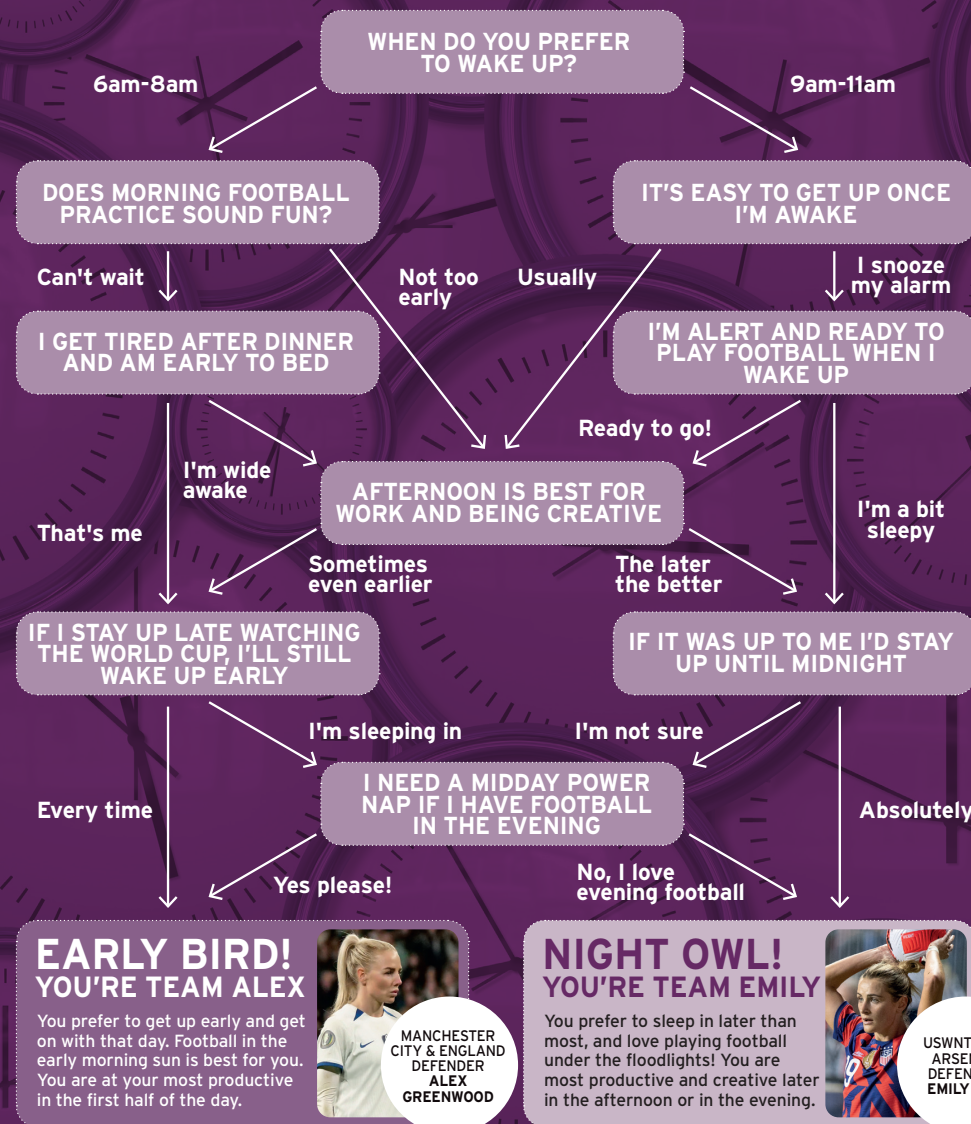 WHEN DO YOU PREFER
TO WAKE UP?
6am-8am
9am-11am
DOES MORNING FOOTBALL
PRACTICE SOUND FUN?
IT'S EASY TO GET UP ONCE
I'M AWAKE
Can't wait
Not too
early
Usually
I snooze
my alarm
I GET TIRED AFTER DINNER
AND AM EARLY TO BED
I'M ALERT AND READY TO
PLAY FOOTBALL WHEN I
WAKE UP
Ready to go!
I'm wide
awake
AFTERNOON IS BEST FOR
WORK AND BEING CREATIVE
That's me
I'm a bit
sleepy
Sometimes
even earlier
The later
the better
IF I STAY UP LATE WATCHING
THE WORLD CUP, I'LL STILL
WAKE UP EARLY
IF IT WAS UP TO ME I'D STAY
UP UNTIL MIDNIGHT
I'm sleeping in
I'm not sure
I NEED A MIDDAY POWER
NAP IF I HAVE FOOTBALL
IN THE EVENING
Every time
Absolutely
Yes please!
No, I love
evening football
EARLY BIRD!
YOU'RE TEAM ALEX
You prefer to get up early and get
on with that day. Football in the
early morning sun is best for you.
You are at your most productive
in the first half of the day.
MANCHESTER
CITY & ENGLAND
DEFENDER
ALEX
GREENWOOD
NIGHT OWL!
YOU'RE TEAM EMILY
You prefer to sleep in later than
most, and love playing football
under the floodlights! You are
most productive and creative later
in the afternoon or in the evening.
USWNT
ARSE
DEFEN
EMILY